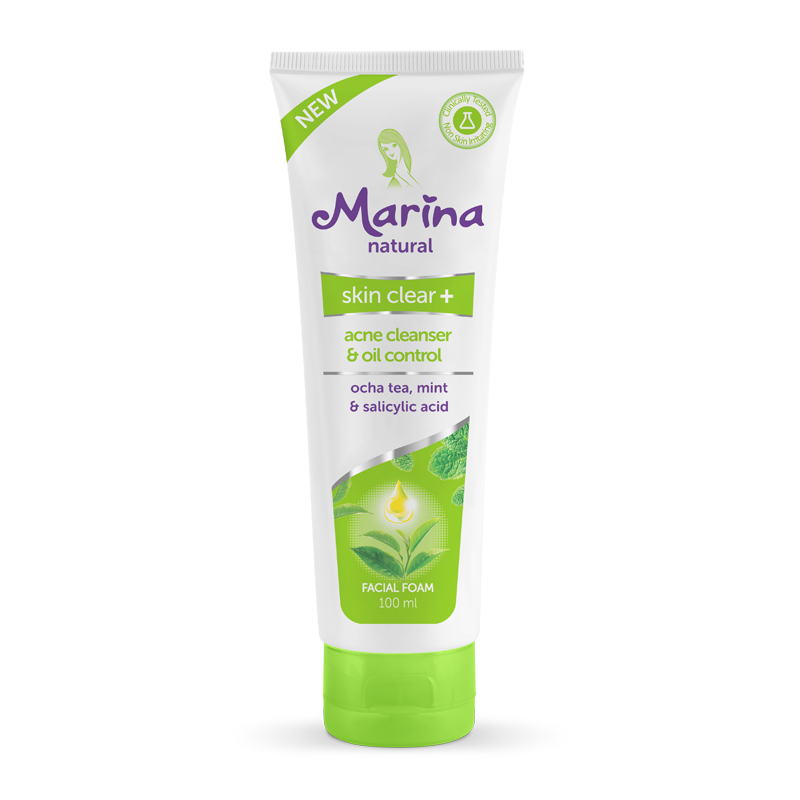 NEW
Clinically Tested
Non Skin Irritating
Marina
natural
skin clear+
acne cleanser
& oil control
ocha tea, mint
& salicylic acid
FACIAL FOAM
100 ml